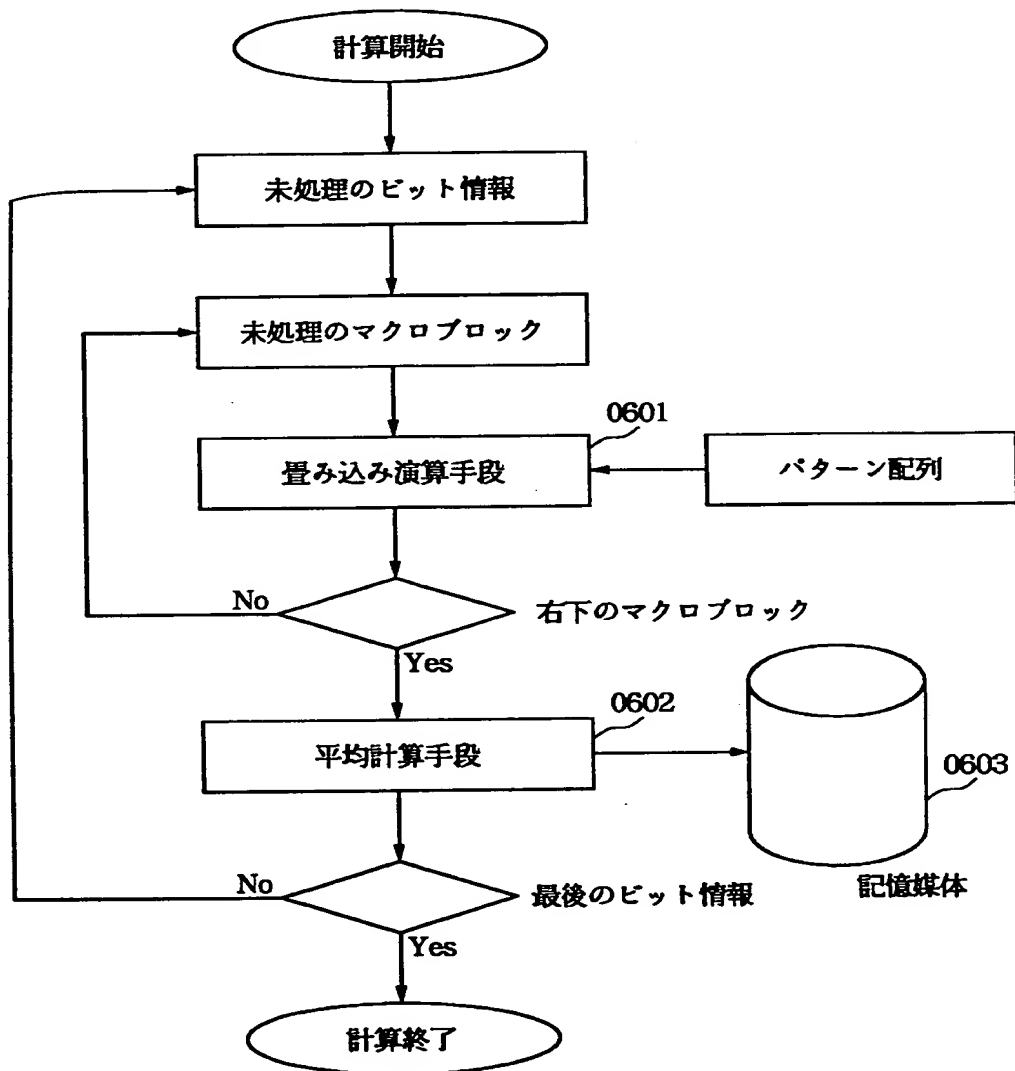 計算開始
未処理のビット情報
未処理のマクロブロック
0601
畳み込み演算手段
パターン配列
No
右下のマクロブロック
Yes
0602
平均計算手段
0603
記憶媒体
No
最後のビット情報
Yes
計算終了